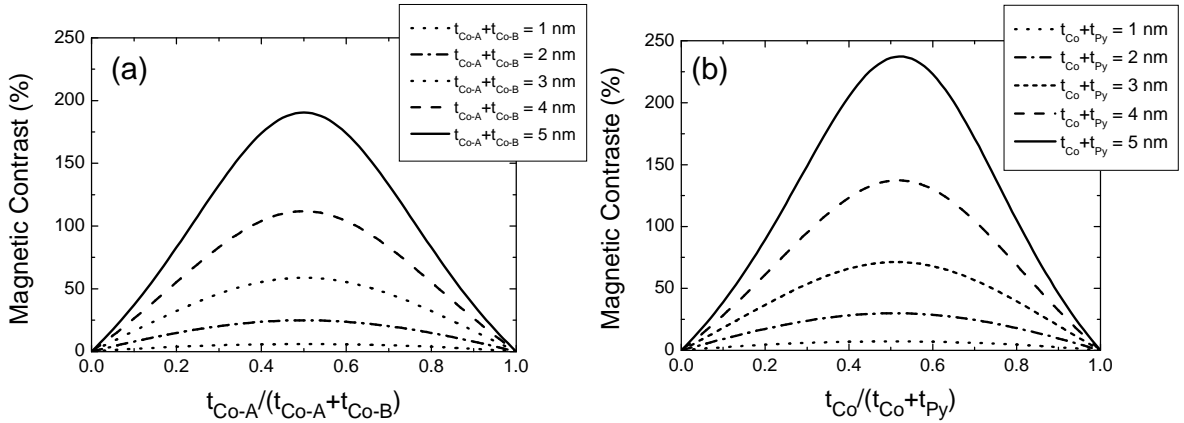 (a)
t_Co-A+t_Co-B = 1 nm
t_Co-A+t_Co-B = 2 nm
t_Co-A+t_Co-B = 3 nm
t_Co-A+t_Co-B = 4 nm
t_Co-A+t_Co-B = 5 nm
Magnetic Contrast (%)
250
200
150
100
50
0
0.0 0.2 0.4 0.6 0.8 1.0
t_Co-A/(t_Co-A+t_Co-B)
(b)
t_Co+t_Py = 1 nm
t_Co+t_Py = 2 nm
t_Co+t_Py = 3 nm
t_Co+t_Py = 4 nm
t_Co+t_Py = 5 nm
Magnetic Contraste (%)
250
200
150
100
50
0
0.0 0.2 0.4 0.6 0.8 1.0
t_Co/(t_Co+t_Py)